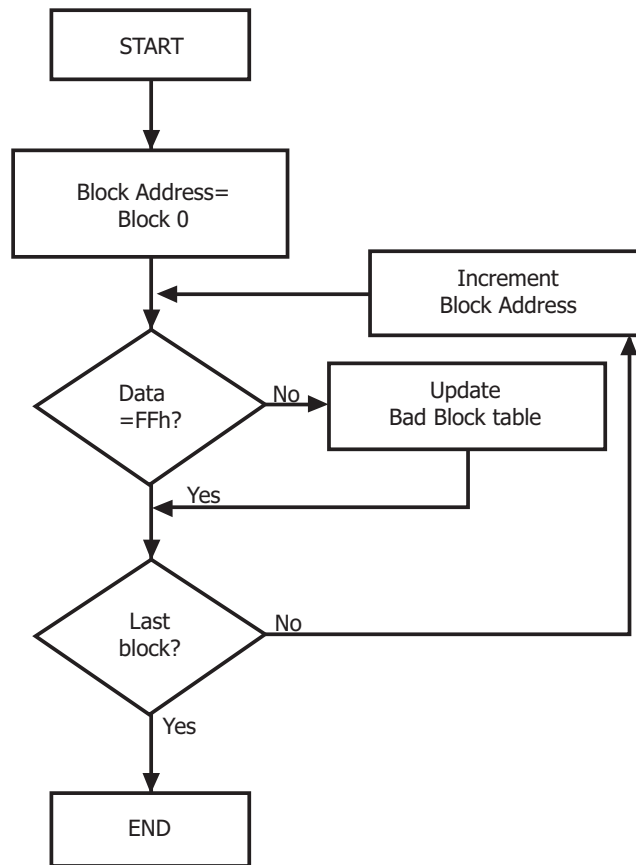 START
Block Address=
Block 0
Increment
Block Address
Data
=FFh?
No
Update
Bad Block table
Yes
Last
block?
No
Yes
END